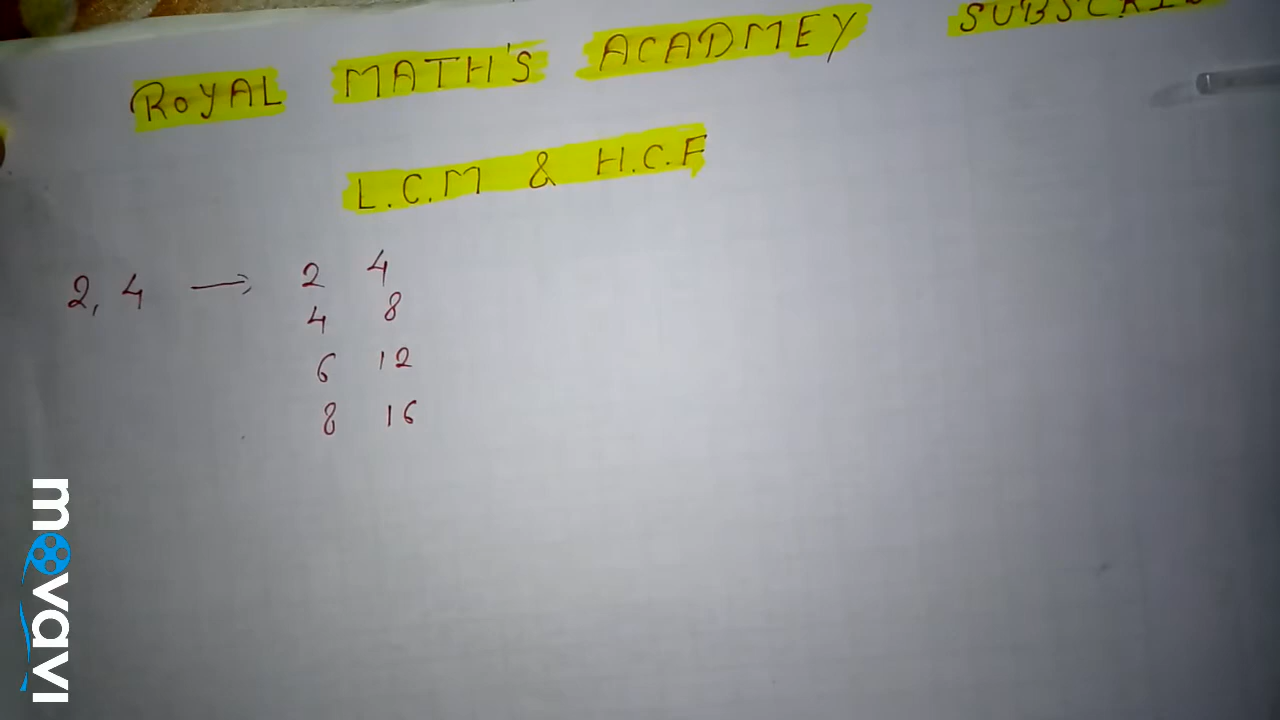 ROYAL MATH'S ACADMEY
L.C.M & H.C.F
2, 4 → 2 4
4 8
6 12
8 16
movavi